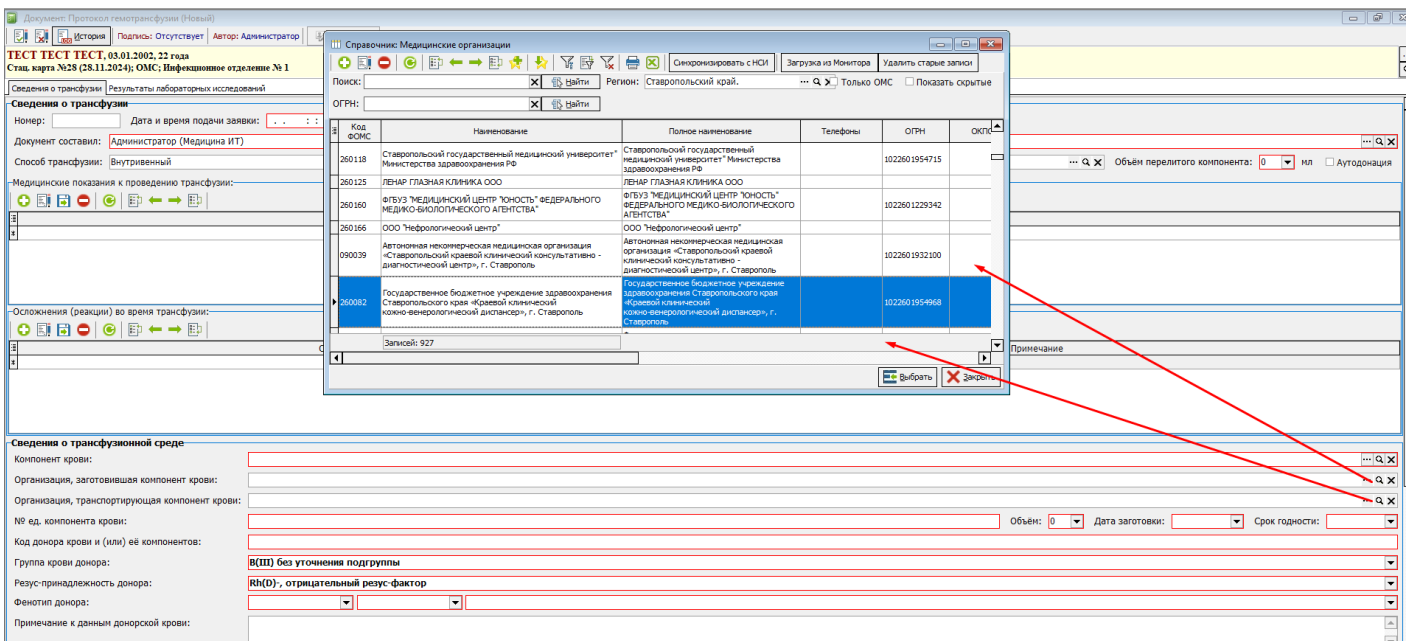 Документ: Протокол гемотрансфузии (Новый)
История Подпись: Отсутствует Автор: Администратор
ТЕСТ ТЕСТ ТЕСТ, 03.01.2002, 22 года
Стац. карта №28 (28.11.2024); ОМС; Инфекционное отделение № 1
Сведения о трансфузии Результаты лабораторных исследований
Сведения о трансфузии
Номер: Дата и время подачи заявки: . . : :
Документ составил: Администратор (Медицина ИТ)
Способ трансфузии: Внутривенный Объём перелитого компонента: 0 мл Аутодонация
Медицинские показания к проведению трансфузии:
Осложнения (реакции) во время трансфузии:
Примечание
Справочник: Медицинские организации
Синхронизировать с НСИ Загрузка из Монитора Удалить старые записи
Поиск: Найти Регион: Ставропольский край. Только ОМС Показать скрытые
ОГРН: Найти
Код ФОМС Наименование Полное наименование Телефоны ОГРН ОКПО
260118 Ставропольский государственный медицинский университет" Министерства здравоохранения РФ Ставропольский государственный медицинский университет" Министерства здравоохранения РФ 1022601954715
260125 ЛЕНАР ГЛАЗНАЯ КЛИНИКА ООО ЛЕНАР ГЛАЗНАЯ КЛИНИКА ООО
260160 ФГБУЗ "МЕДИЦИНСКИЙ ЦЕНТР "ЮНОСТЬ" ФЕДЕРАЛЬНОГО МЕДИКО-БИОЛОГИЧЕСКОГО АГЕНТСТВА" ФГБУЗ "МЕДИЦИНСКИЙ ЦЕНТР "ЮНОСТЬ" ФЕДЕРАЛЬНОГО МЕДИКО-БИОЛОГИЧЕСКОГО АГЕНТСТВА" 1022601229342
260166 ООО "Нефрологический центр" ООО "Нефрологический центр"
090039 Автономная некоммерческая медицинская организация «Ставропольский краевой клинический консультативно - диагностический центр», г. Ставрополь Автономная некоммерческая медицинская организация «Ставропольский краевой клинический консультативно - диагностический центр», г. Ставрополь 1022601932100
260082 Государственное бюджетное учреждение здравоохранения Ставропольского края «Краевой клинический кожно-венерологический диспансер», г. Ставрополь Государственное бюджетное учреждение здравоохранения Ставропольского края «Краевой клинический кожно-венерологический диспансер», г. Ставрополь 1022601954968
Записей: 927
Выбрать Закрыть
Сведения о трансфузионной среде
Компонент крови:
Организация, заготовившая компонент крови:
Организация, транспортирующая компонент крови:
№ ед. компонента крови: Объём: 0 Дата заготовки: Срок годности:
Код донора крови и (или) её компонентов:
Группа крови донора: B(III) без уточнения подгруппы
Резус-принадлежность донора: Rh(D)-, отрицательный резус-фактор
Фенотип донора:
Примечание к данным донорской крови: